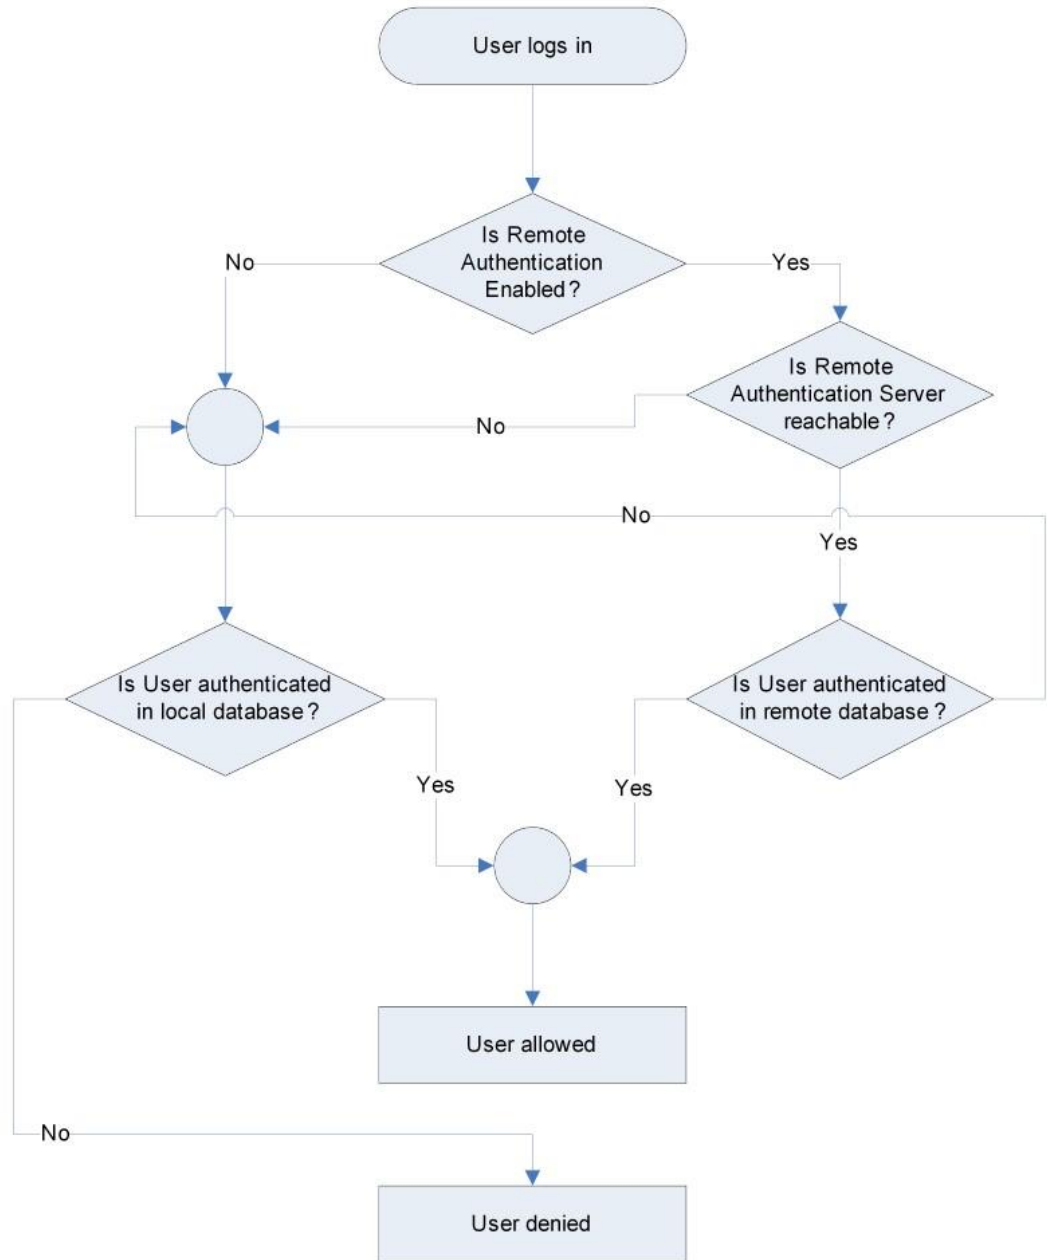 User logs in
Is Remote
Authentication
Enabled?
No
Yes
Is Remote
Authentication Server
reachable?
No
No
Yes
Is User authenticated
in local database?
Is User authenticated
in remote database?
Yes
Yes
User allowed
No
User denied